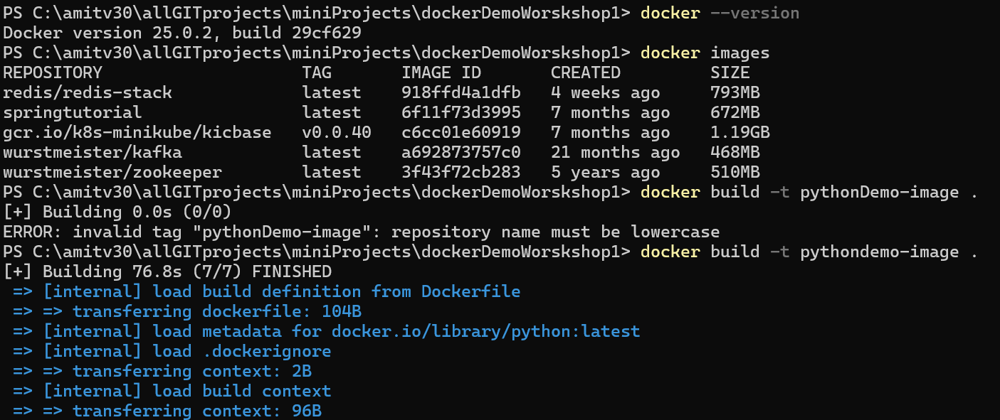 PS C:\amitv30\allGITprojects\miniProjects\dockerDemoWorskshop1> docker --version
Docker version 25.0.2, build 29cf629
PS C:\amitv30\allGITprojects\miniProjects\dockerDemoWorskshop1> docker images
REPOSITORY                    TAG       IMAGE ID       CREATED         SIZE
redis/redis-stack             latest    918ffd4a1dfb   4 weeks ago     793MB
springtutorial                latest    6f11f73d3995   7 months ago    672MB
gcr.io/k8s-minikube/kicbase   v0.0.40   c6cc01e60919   7 months ago    1.19GB
wurstmeister/kafka            latest    a692873757c0   21 months ago   468MB
wurstmeister/zookeeper        latest    3f43f72cb283   5 years ago     510MB
PS C:\amitv30\allGITprojects\miniProjects\dockerDemoWorskshop1> docker build -t pythonDemo-image .
[+] Building 0.0s (0/0)
ERROR: invalid tag "pythonDemo-image": repository name must be lowercase
PS C:\amitv30\allGITprojects\miniProjects\dockerDemoWorskshop1> docker build -t pythondemo-image .
[+] Building 76.8s (7/7) FINISHED
 => [internal] load build definition from Dockerfile
 => => transferring dockerfile: 104B
 => [internal] load metadata for docker.io/library/python:latest
 => [internal] load .dockerignore
 => => transferring context: 2B
 => [internal] load build context
 => => transferring context: 96B